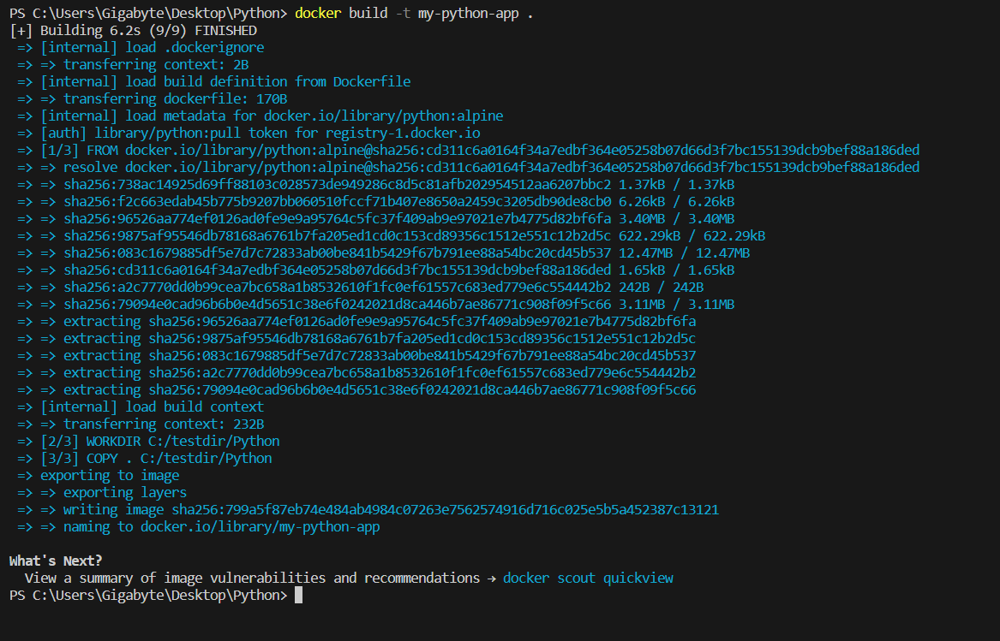 PS C:\Users\Gigabyte\Desktop\Python> docker build -t my-python-app .
[+] Building 6.2s (9/9) FINISHED
=> [internal] load .dockerignore
=> => transferring context: 2B
=> [internal] load build definition from Dockerfile
=> => transferring dockerfile: 170B
=> [internal] load metadata for docker.io/library/python:alpine
=> [auth] library/python:pull token for registry-1.docker.io
=> [1/3] FROM docker.io/library/python:alpine@sha256:cd311c6a0164f34a7edbf364e05258b07d66d3f7bc155139dcb9bef88a186ded
=> => resolve docker.io/library/python:alpine@sha256:cd311c6a0164f34a7edbf364e05258b07d66d3f7bc155139dcb9bef88a186ded
=> => sha256:738ac14925d69ff88103c028573de949286c8d5c81afb202954512aa6207bbc2 1.37kB / 1.37kB
=> => sha256:f2c663edab45b775b9207bb060510fccf71b407e8650a2459c3205db90de8cb0 6.26kB / 6.26kB
=> => sha256:96526aa774ef0126ad0fe9e9a95764c5fc37f409ab9e97021e7b4775d82bf6fa 3.40MB / 3.40MB
=> => sha256:9875af95546db78168a6761b7fa205ed1cd0c153cd89356c1512e551c12b2d5c 622.29kB / 622.29kB
=> => sha256:083c1679885df5e7d7c72833ab00be841b5429f67b791ee88a54bc20cd45b537 12.47MB / 12.47MB
=> => sha256:cd311c6a0164f34a7edbf364e05258b07d66d3f7bc155139dcb9bef88a186ded 1.65kB / 1.65kB
=> => sha256:a2c7770dd0b99cea7bc658a1b8532610f1fc0ef61557c683ed779e6c554442b2 242B / 242B
=> => sha256:79094e0cad96b6b0e4d5651c38e6f0242021d8ca446b7ae86771c908f09f5c66 3.11MB / 3.11MB
=> => extracting sha256:96526aa774ef0126ad0fe9e9a95764c5fc37f409ab9e97021e7b4775d82bf6fa
=> => extracting sha256:9875af95546db78168a6761b7fa205ed1cd0c153cd89356c1512e551c12b2d5c
=> => extracting sha256:083c1679885df5e7d7c72833ab00be841b5429f67b791ee88a54bc20cd45b537
=> => extracting sha256:a2c7770dd0b99cea7bc658a1b8532610f1fc0ef61557c683ed779e6c554442b2
=> => extracting sha256:79094e0cad96b6b0e4d5651c38e6f0242021d8ca446b7ae86771c908f09f5c66
=> [internal] load build context
=> => transferring context: 232B
=> [2/3] WORKDIR C:/testdir/Python
=> [3/3] COPY . C:/testdir/Python
=> exporting to image
=> => exporting layers
=> => writing image sha256:799a5f87eb74e484ab4984c07263e7562574916d716c025e5b5a452387c13121
=> => naming to docker.io/library/my-python-app
What's Next?
View a summary of image vulnerabilities and recommendations → docker scout quickview
PS C:\Users\Gigabyte\Desktop\Python>